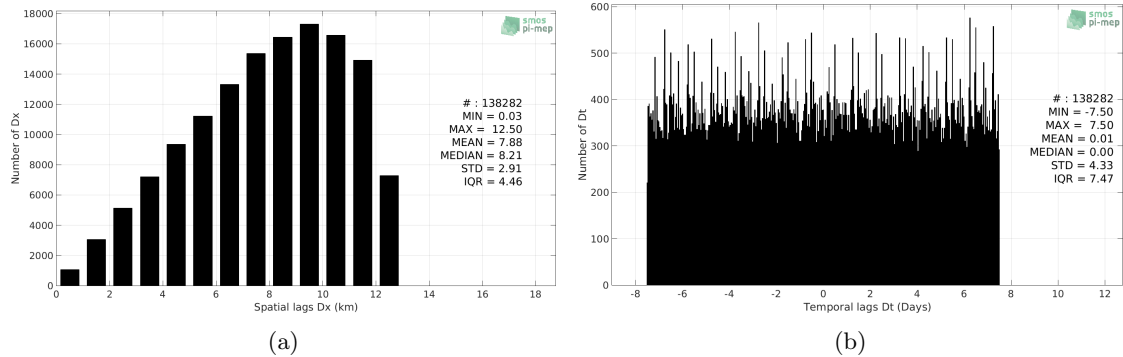 smos
pi-mep
18000
16000
14000
12000
10000
8000
6000
4000
2000
0
Number of Dx
# : 138282
MIN = 0.03
MAX = 12.50
MEAN = 7.88
MEDIAN = 8.21
STD = 2.91
IQR = 4.46
0 2 4 6 8 10 12 14 16 18
Spatial lags Dx (km)
(a)
smos
pi-mep
600
500
400
300
200
100
0
Number of Dt
# : 138282
MIN = -7.50
MAX = 7.50
MEAN = 0.01
MEDIAN = 0.00
STD = 4.33
IQR = 7.47
-8 -6 -4 -2 0 2 4 6 8 10 12
Temporal lags Dt (Days)
(b)